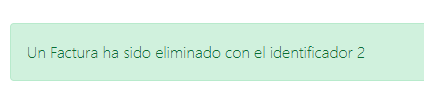 Un Factura ha sido eliminado con el identificador 2